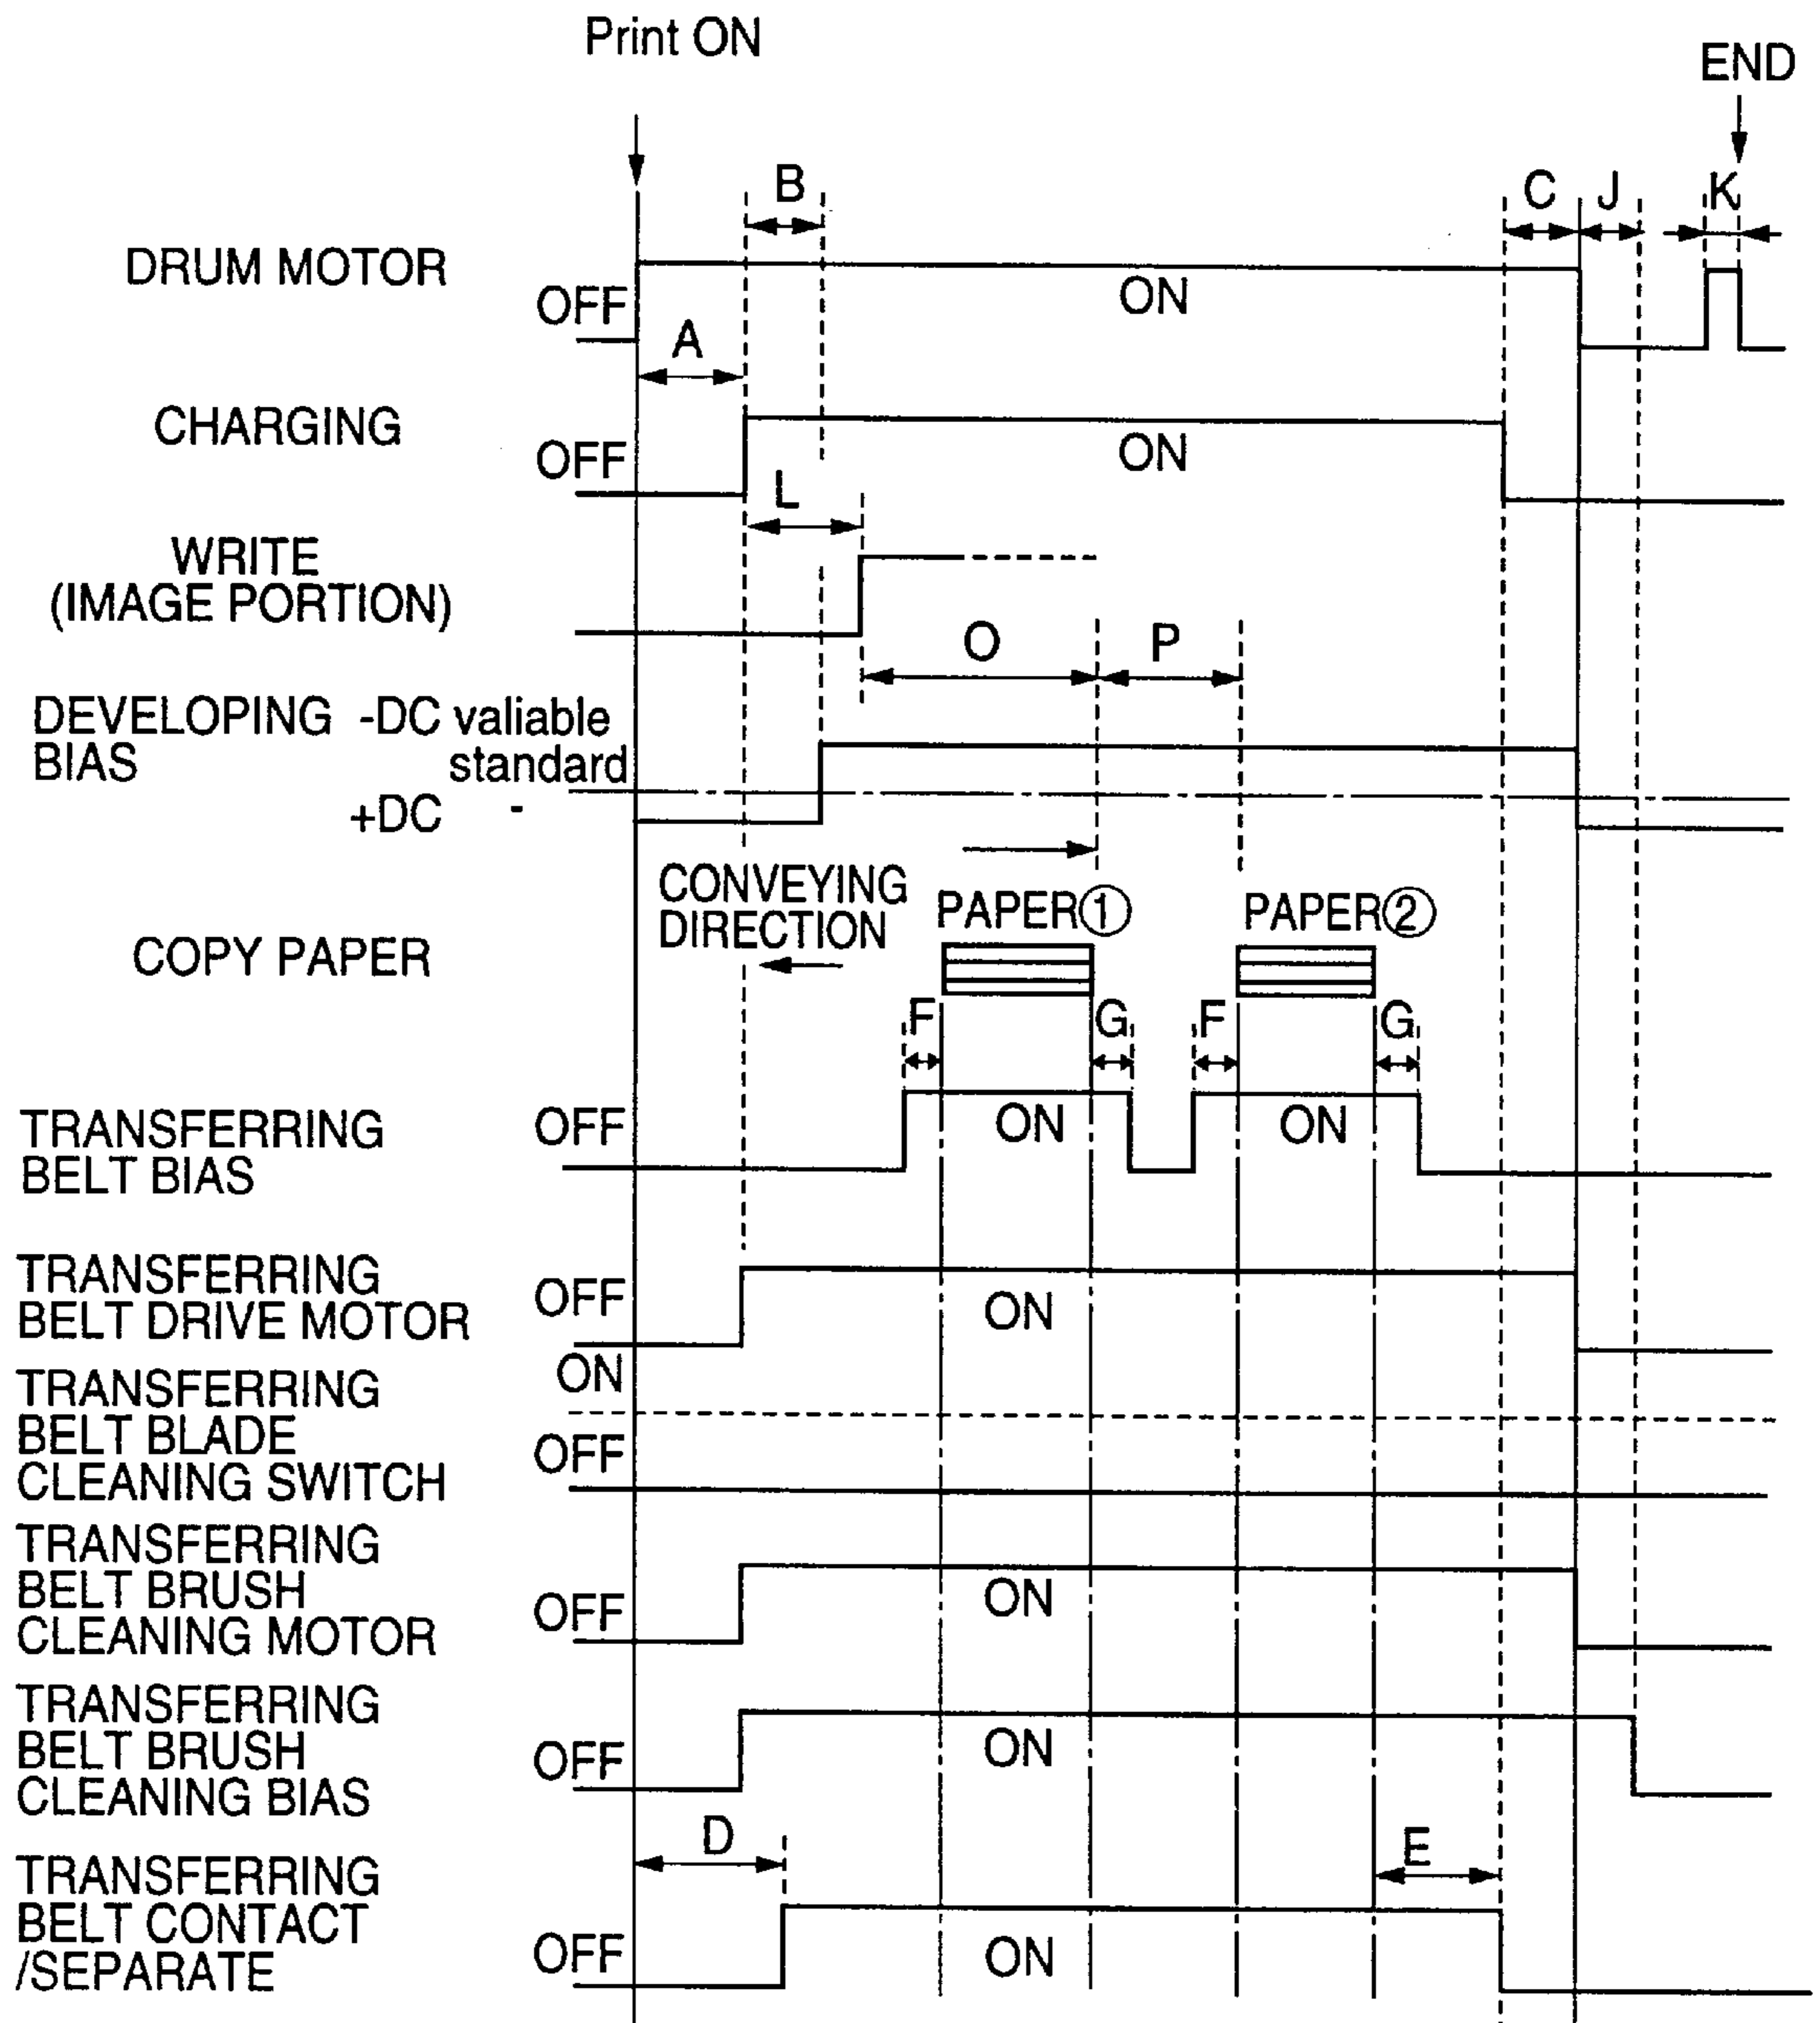 Print ON
END
B
C
J
K
DRUM MOTOR
OFF
ON
A
CHARGING
OFF
ON
L
WRITE
(IMAGE PORTION)
O
P
DEVELOPING -DC valiable
BIAS standard
+DC -
CONVEYING
DIRECTION
PAPER①
PAPER②
COPY PAPER
F
G
F
G
TRANSFERRING
BELT BIAS
OFF
ON
ON
TRANSFERRING
BELT DRIVE MOTOR
OFF
ON
ON
TRANSFERRING
BELT BLADE
CLEANING SWITCH
OFF
TRANSFERRING
BELT BRUSH
CLEANING MOTOR
OFF
ON
TRANSFERRING
BELT BRUSH
CLEANING BIAS
OFF
ON
D
E
TRANSFERRING
BELT CONTACT
/SEPARATE
OFF
ON